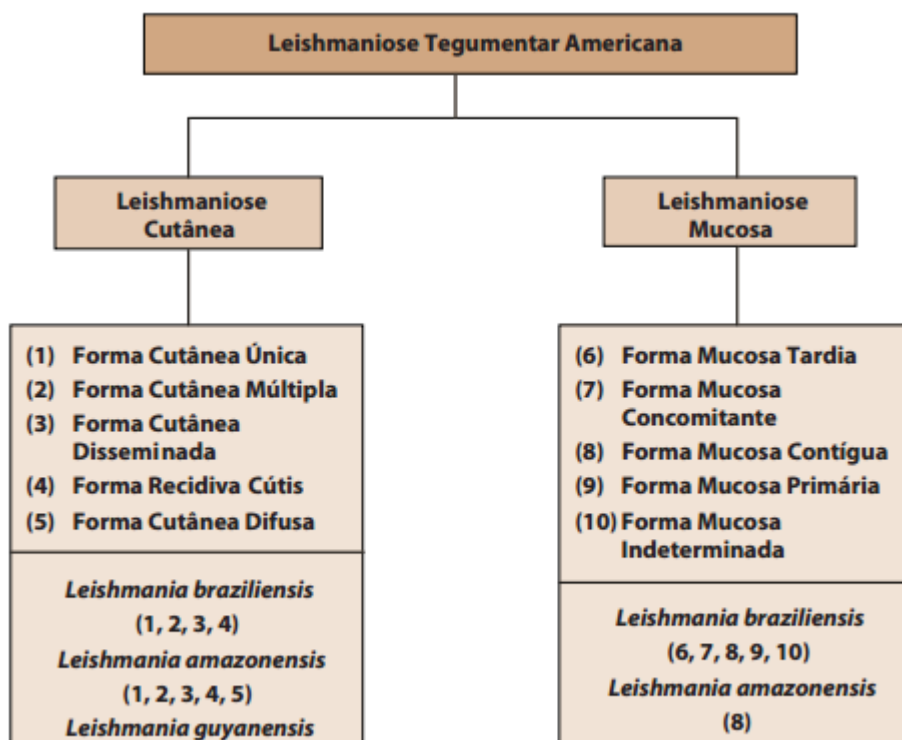 Leishmaniose Tegumentar Americana
Leishmaniose
Cutânea
(1) Forma Cutânea Única
(2) Forma Cutânea Múltipla
(3) Forma Cutânea
Disseminada
(4) Forma Recidiva Cútis
(5) Forma Cutânea Difusa
Leishmania braziliensis
(1, 2, 3, 4)
Leishmania amazonensis
(1, 2, 3, 4, 5)
Leishmania guyanensis
Leishmaniose
Mucosa
(6) Forma Mucosa Tardia
(7) Forma Mucosa
Concomitante
(8) Forma Mucosa Contígua
(9) Forma Mucosa Primária
(10) Forma Mucosa
Indeterminada
Leishmania braziliensis
(6, 7, 8, 9, 10)
Leishmania amazonensis
(8)